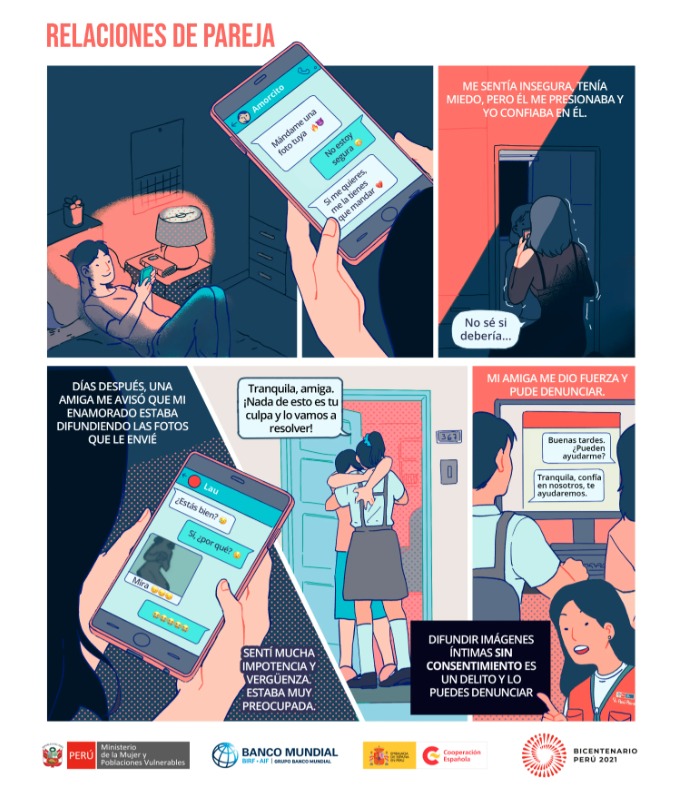 RELACIONES DE PAREJA
Amorcito
Mándame una
foto tuya
No estoy
segura
Si me quieres,
me la tienes
que mandar
ME SENTÍA INSEGURA, TENÍA
MIEDO, PERO ÉL ME PRESIONABA Y
YO CONFIABA EN ÉL.
No sé si
debería...
DÍAS DESPUÉS, UNA
AMIGA ME AVISÓ QUE MI
ENAMORADO ESTABA
DIFUNDIENDO LAS FOTOS
QUE LE ENVIÉ
Lau
¿Estás bien?
Sí, ¿por qué?
Mira
SENTÍ MUCHA
IMPOTENCIA Y
VERGÜENZA.
ESTABA MUY
PREOCUPADA.
Tranquila, amiga.
¡Nada de esto es tu
culpa y lo vamos a
resolver!
367
MI AMIGA ME DIO FUERZA Y
PUDE DENUNCIAR.
Buenas tardes.
¿Pueden
ayudarme?
Tranquila, confía
en nosotros, te
ayudaremos.
DIFUNDIR IMÁGENES
ÍNTIMAS SIN
CONSENTIMIENTO ES
UN DELITO Y LO
PUEDES DENUNCIAR
PERÚ
Ministerio
de la Mujer y
Poblaciones Vulnerables
BANCO MUNDIAL
BIRF • AIF | GRUPO BANCO MUNDIAL
EMBAJADA
DE ESPAÑA
EN PERÚ
Cooperación
Española
BICENTENARIO
PERÚ 2021